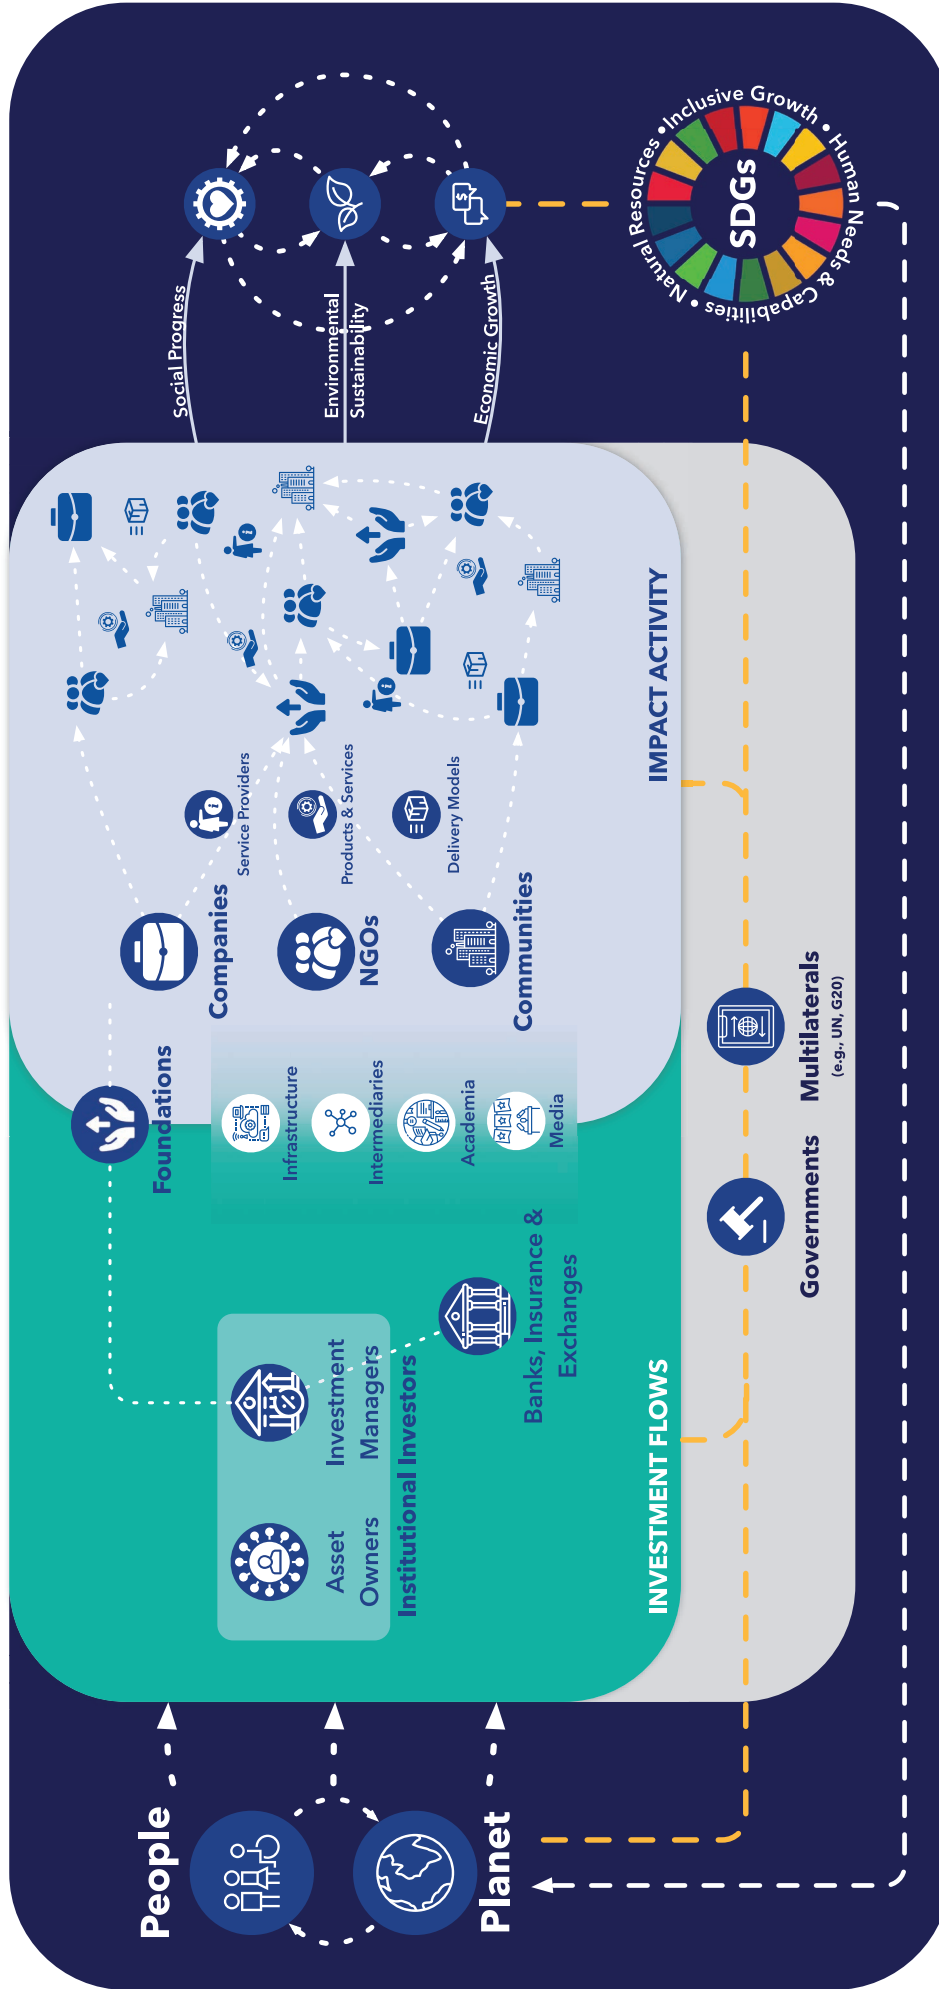 People
Planet
INVESTMENT FLOWS
Asset
Owners
Investment
Managers
Institutional Investors
Banks, Insurance &
Exchanges
Foundations
Infrastructure
Intermediaries
Academia
Media
Governments
Multilaterals
(e.g., UN, G20)
IMPACT ACTIVITY
Companies
NGOs
Communities
Service Providers
Products & Services
Delivery Models
Social Progress
Environmental
Sustainability
Economic Growth
SDGs
Natural Resources • Inclusive Growth • Human Needs & Capabilities •